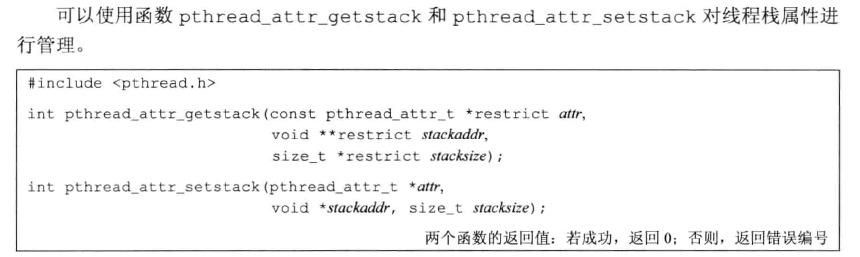 可以使用函数 pthread_attr_getstack 和 pthread_attr_setstack 对线程栈属性进
行管理。
#include <pthread.h>
int pthread_attr_getstack(const pthread_attr_t *restrict attr,
void **restrict stackaddr,
size_t *restrict stacksize);
int pthread_attr_setstack(pthread_attr_t *attr,
void *stackaddr, size_t stacksize);
两个函数的返回值：若成功，返回 0；否则，返回错误编号